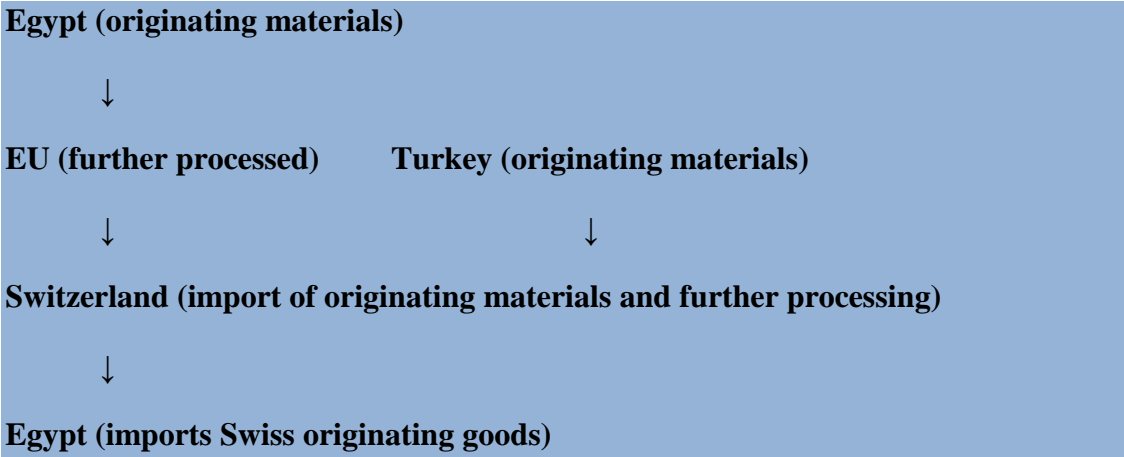 Egypt (originating materials)
↓
EU (further processed) Turkey (originating materials)
↓ ↓
Switzerland (import of originating materials and further processing)
↓
Egypt (imports Swiss originating goods)